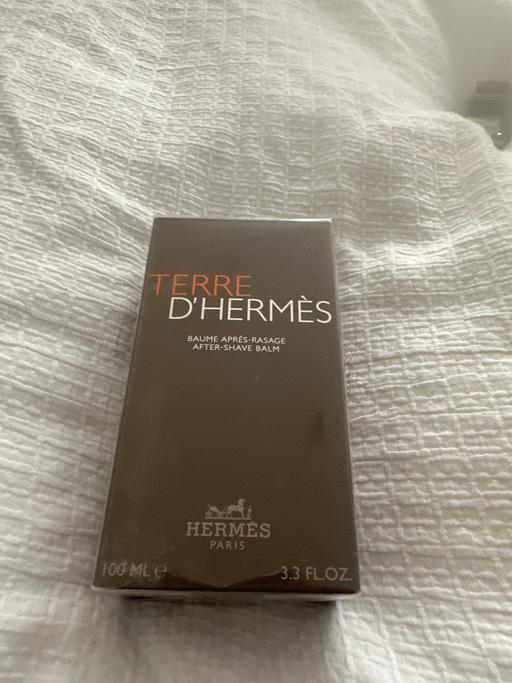 TERRE
D'HERMÈS
BAUME APRÈS-RASAGE
AFTER-SHAVE BALM
HERMÈS
PARIS
100 ML ℮ 3.3 FL.OZ.